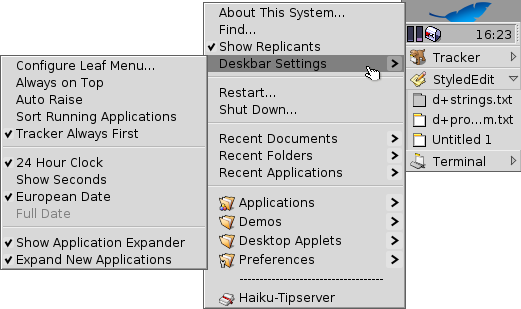 About This System...
Find...
Show Replicants
Deskbar Settings
Restart...
Shut Down...
Recent Documents
Recent Folders
Recent Applications
Applications
Demos
Desktop Applets
Preferences
------------------------------------
Haiku-Tipserver
Configure Leaf Menu...
Always on Top
Auto Raise
Sort Running Applications
Tracker Always First
24 Hour Clock
Show Seconds
European Date
Full Date
Show Application Expander
Expand New Applications
16:23
Tracker
StyledEdit
d+strings.txt
d+pro...m.txt
Untitled 1
Terminal